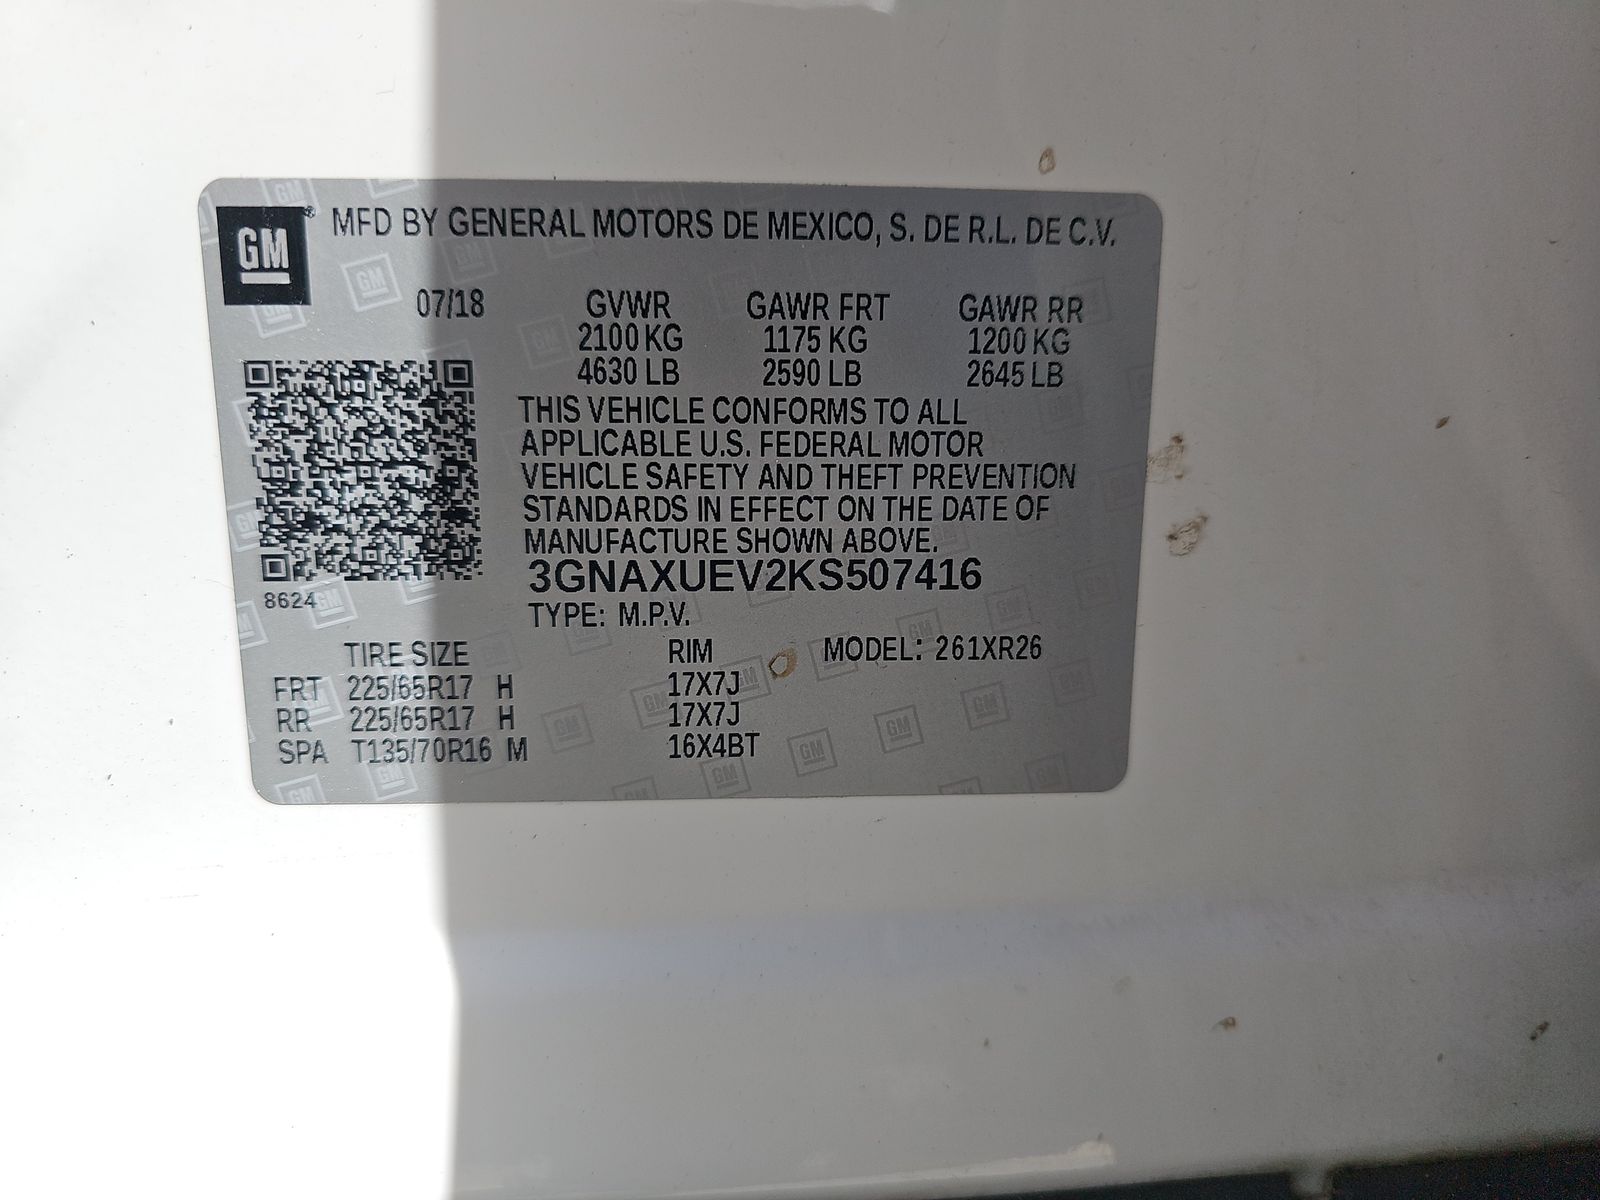 GM
MFD BY GENERAL MOTORS DE MEXICO, S. DE R.L. DE C.V.
07/18 GVWR GAWR FRT GAWR RR
2100 KG 1175 KG 1200 KG
4630 LB 2590 LB 2645 LB
THIS VEHICLE CONFORMS TO ALL
APPLICABLE U.S. FEDERAL MOTOR
VEHICLE SAFETY AND THEFT PREVENTION
STANDARDS IN EFFECT ON THE DATE OF
MANUFACTURE SHOWN ABOVE.
3GNAXUEV2KS507416
8624
TYPE: M.P.V.
TIRE SIZE RIM MODEL: 261XR26
FRT 225/65R17 H 17X7J
RR 225/65R17 H 17X7J
SPA T135/70R16 M 16X4BT